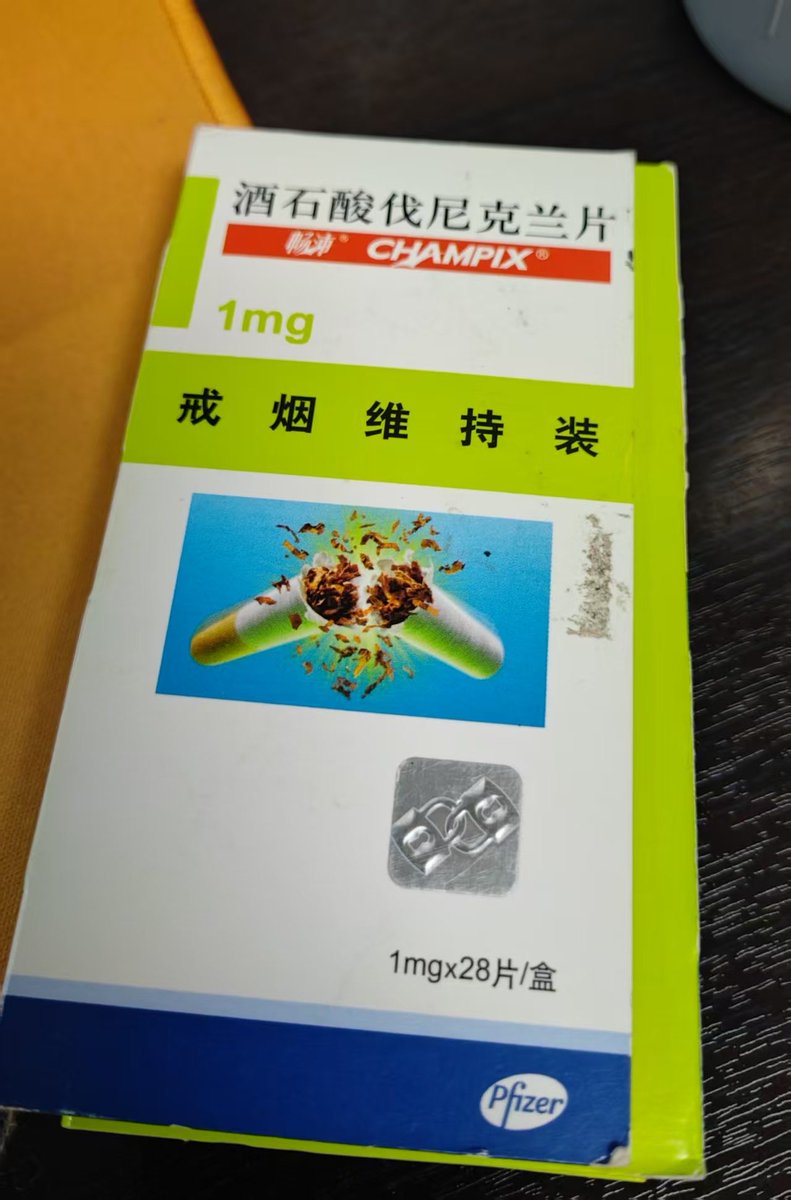 酒石酸伐尼克兰片
畅沛® CHAMPIX®
1mg
戒烟维持装
1mgx28片/盒
Pfizer